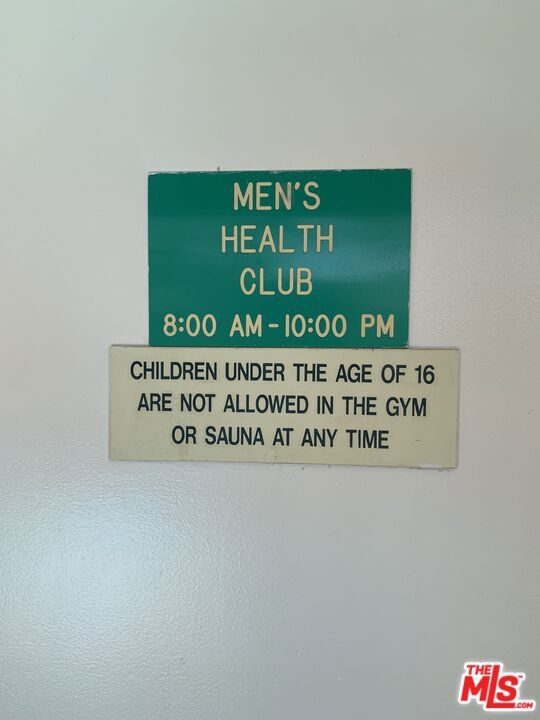 MEN'S
HEALTH
CLUB
8:00 AM-10:00 PM
CHILDREN UNDER THE AGE OF 16
ARE NOT ALLOWED IN THE GYM
OR SAUNA AT ANY TIME
THE
MLS™
.COM